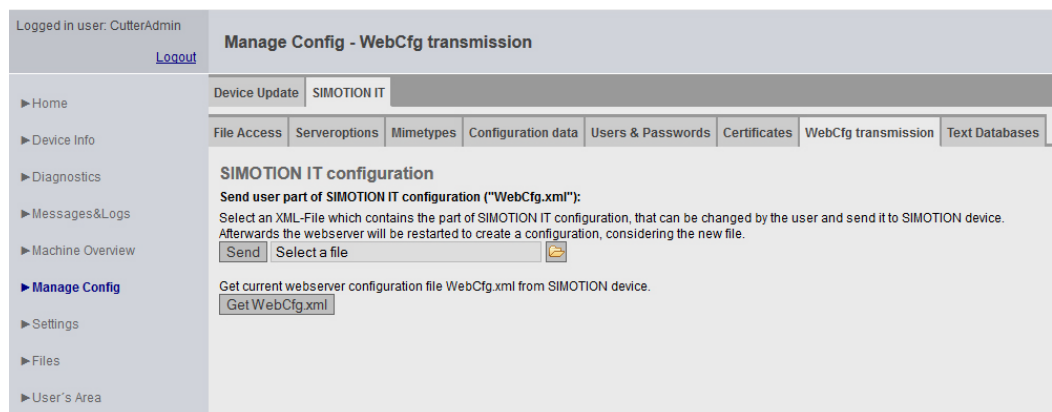 Logged in user: CutterAdmin
Logout
Manage Config - WebCfg transmission
Device Update SIMOTION IT
File Access Serveroptions Mimetypes Configuration data Users & Passwords Certificates WebCfg transmission Text Databases
►Home
►Device Info
►Diagnostics
►Messages&Logs
►Machine Overview
►Manage Config
►Settings
►Files
►User´s Area
SIMOTION IT configuration
Send user part of SIMOTION IT configuration ("WebCfg.xml"):
Select an XML-File which contains the part of SIMOTION IT configuration, that can be changed by the user and send it to SIMOTION device.
Afterwards the webserver will be restarted to create a configuration, considering the new file.
Send Select a file
Get current webserver configuration file WebCfg.xml from SIMOTION device.
Get WebCfg.xml